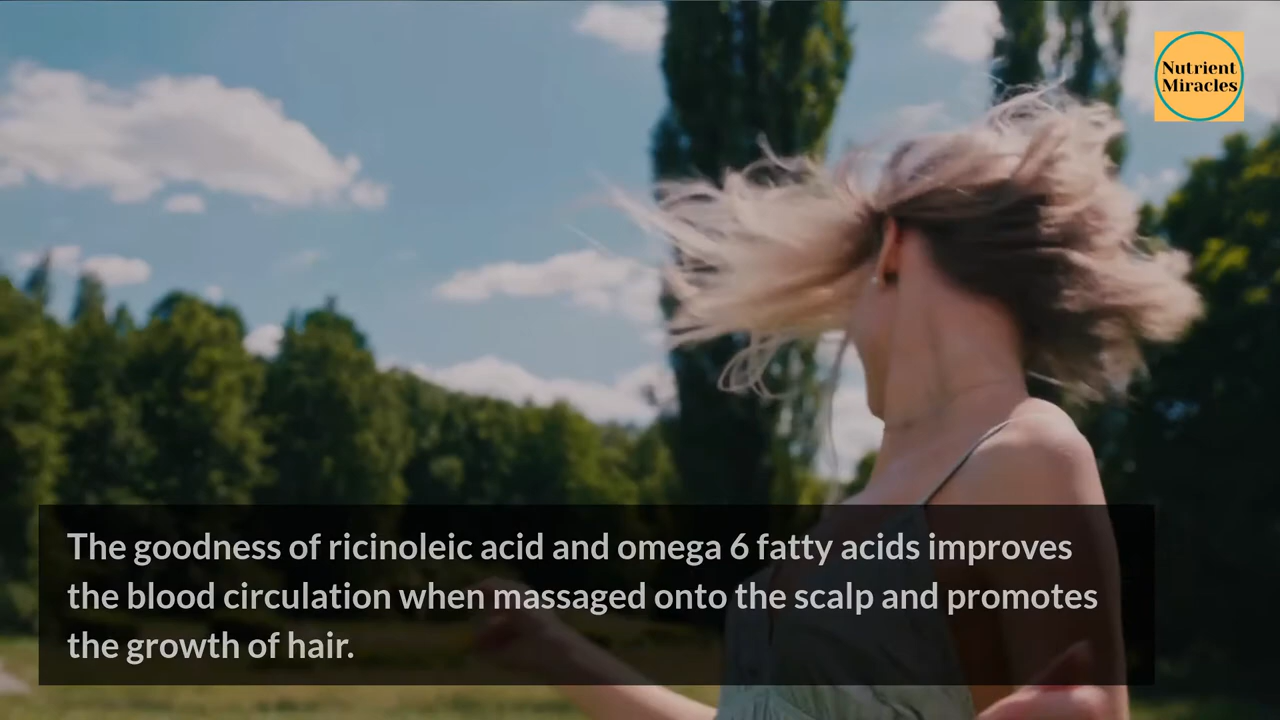 Nutrient
Miracles
The goodness of ricinoleic acid and omega 6 fatty acids improves
the blood circulation when massaged onto the scalp and promotes
the growth of hair.